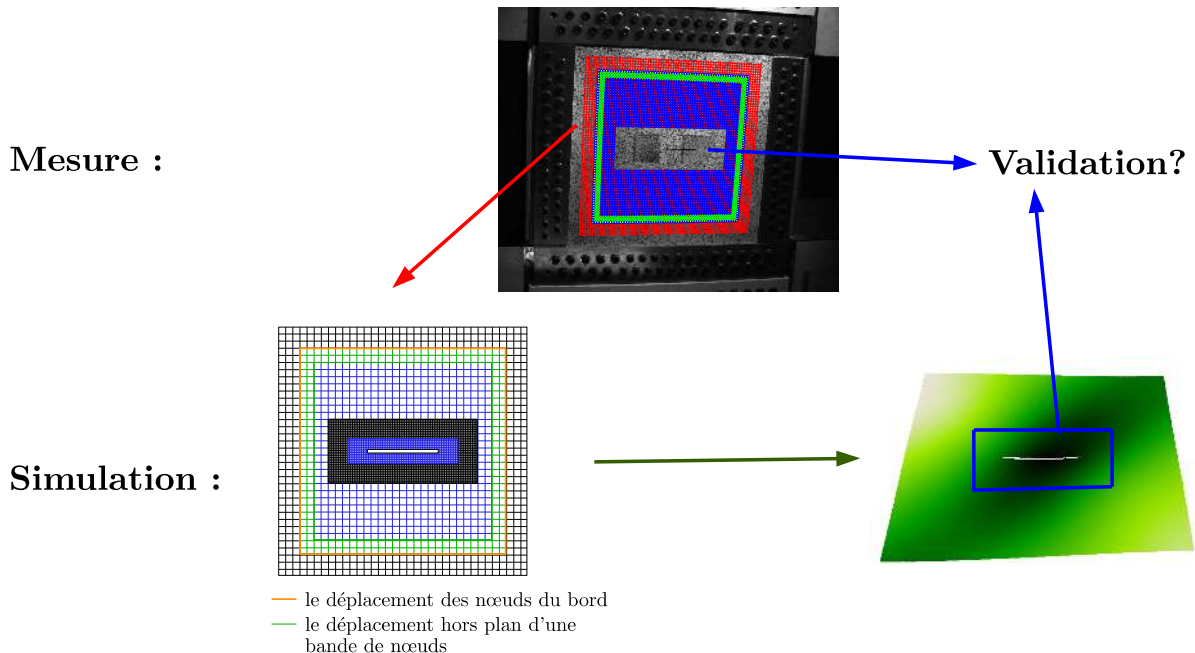 Mesure :
Validation?
Simulation :
le déplacement des nœuds du bord
le déplacement hors plan d'une
bande de nœuds